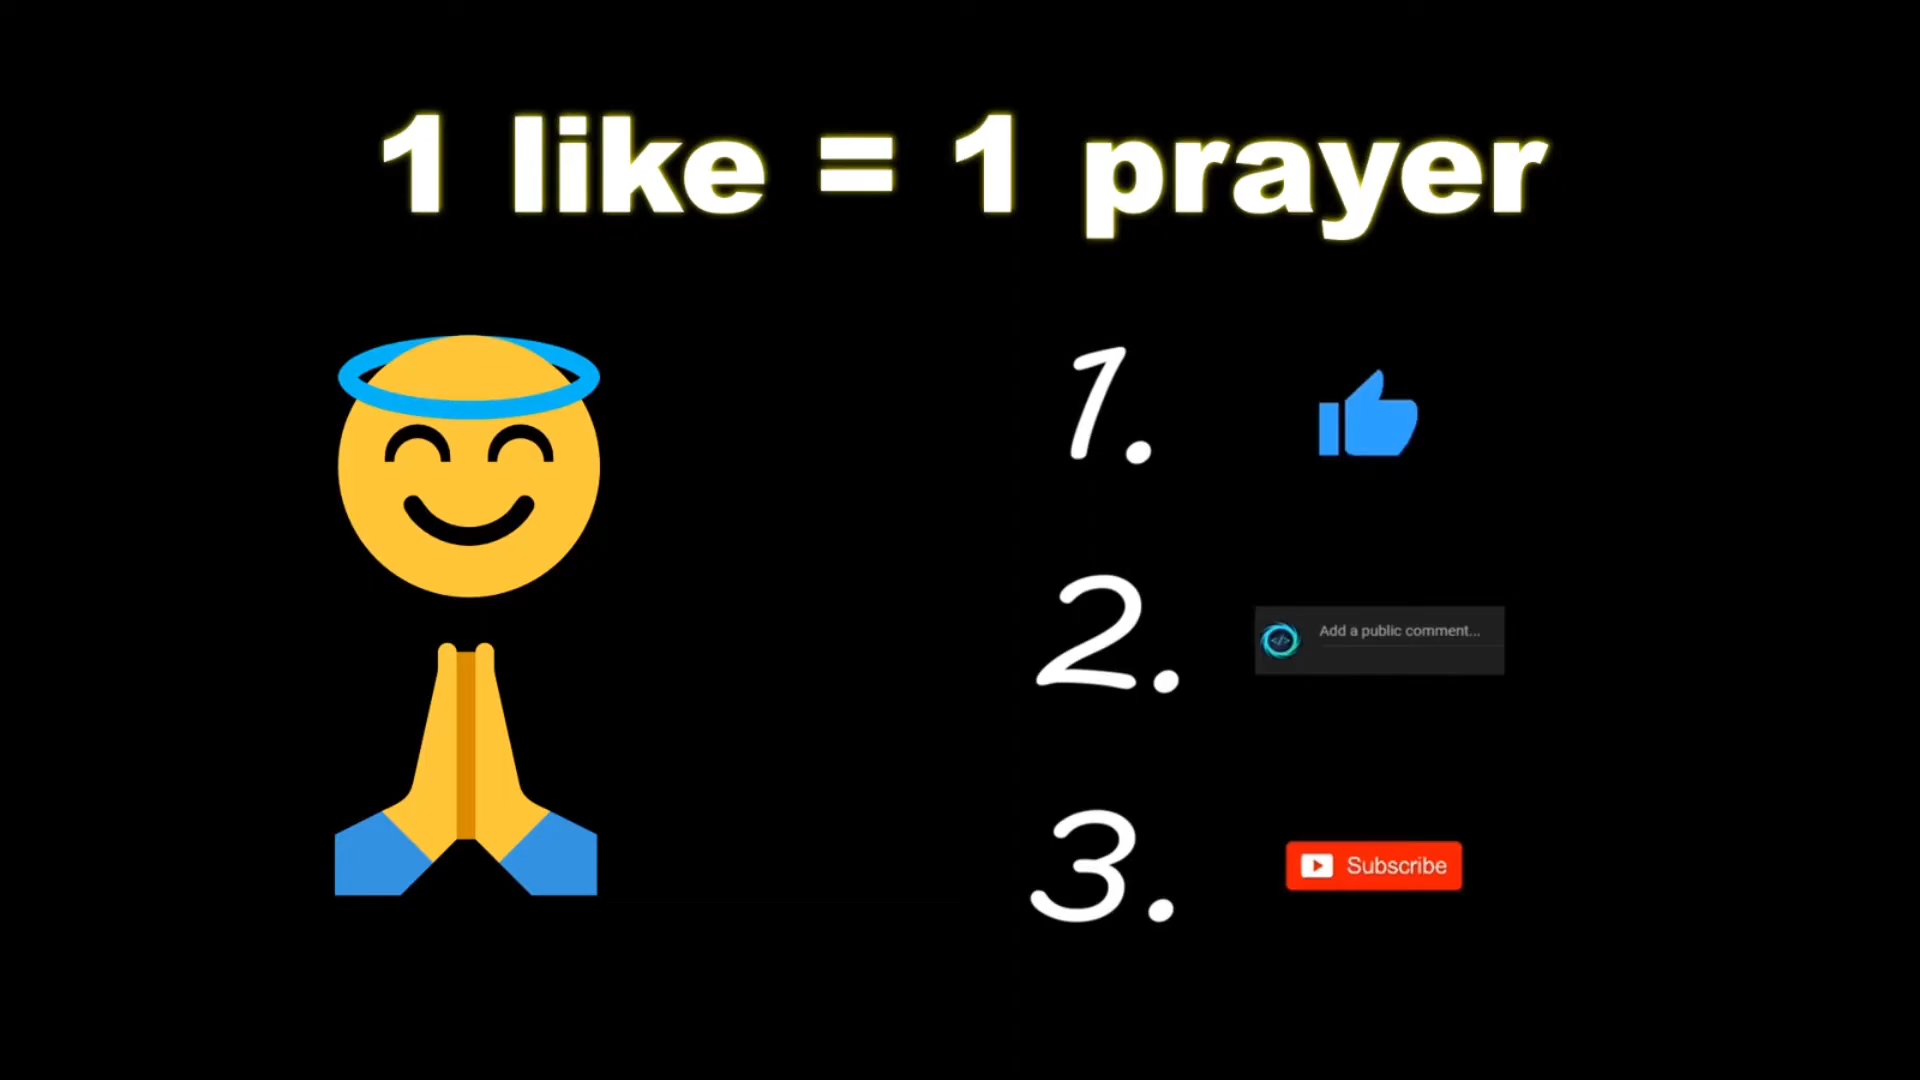 1 like = 1 prayer
1.
2.
Add a public comment...
3.
Subscribe